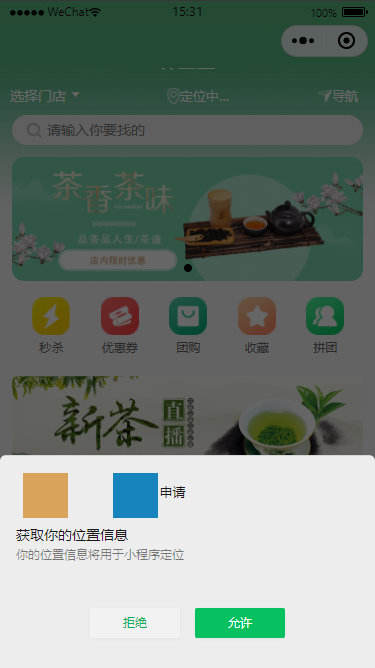 ●●●●● WeChat 15:31 100%
选择门店 定位中... 导航
请输入你要找的
茶香茶味
品茶品人生/茶道
店内限时优惠
秒杀 优惠券 团购 收藏 拼团
新茶 直播
申请
获取你的位置信息
你的位置信息将用于小程序定位
拒绝 允许